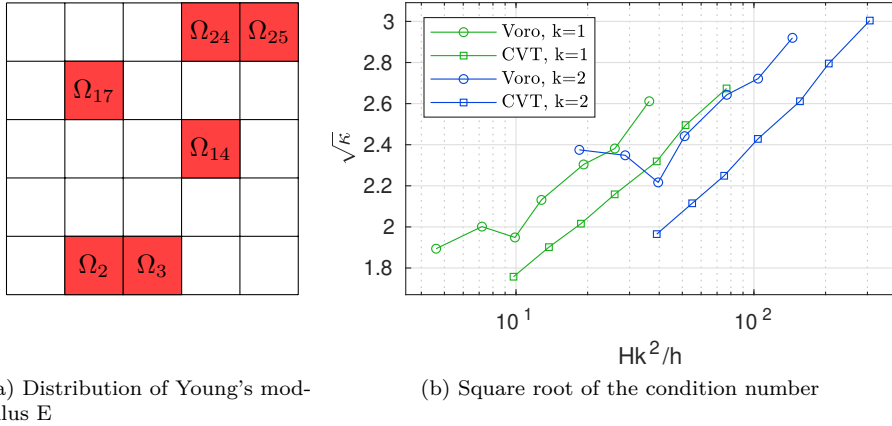 Ω24 Ω25
Ω17
Ω14
Ω2 Ω3
3
2.8
2.6
2.4
2.2
2
1.8
√κ
Voro, k=1
CVT, k=1
Voro, k=2
CVT, k=2
10^1 10^2
Hk^2/h
a) Distribution of Young's mod-
ulus E
(b) Square root of the condition number